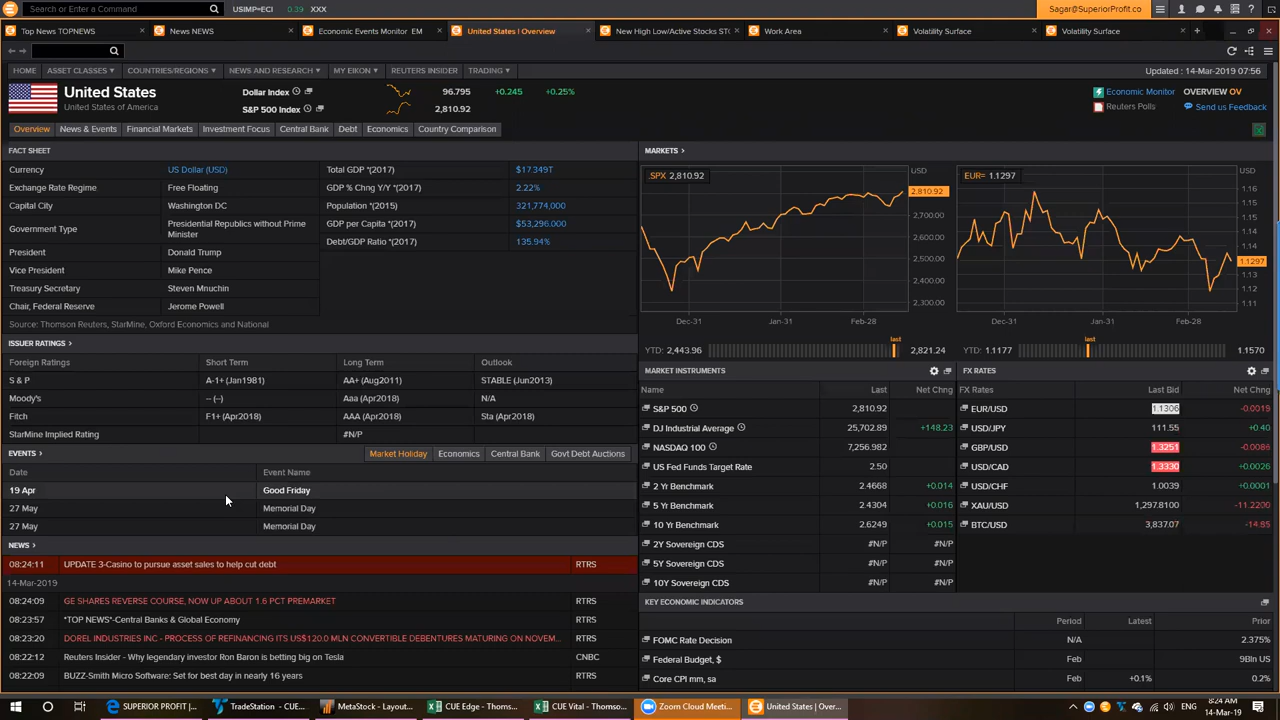 Search or Enter Command
USIMP=ECI 0.39 XXX
Sagar@SuperiorProfit.co
Top News TOPNEWS
News NEWS
Economic Events Monitor EM
United States | Overview
New High Low/Active Stocks ST
Work Area
Volatility Surface
Volatility Surface
HOME ASSET CLASSES COUNTRIES/REGIONS NEWS AND RESEARCH MY EIKON REUTERS INSIDER TRADING
Updated : 14-Mar-2019 07:56
United States
United States of America
Dollar Index 96.795 +0.245 +0.25%
S&P 500 Index 2,810.92
Economic Monitor OVERVIEW OV
Reuters Polls Send us Feedback
Overview News & Events Financial Markets Investment Focus Central Bank Debt Economics Country Comparison
FACT SHEET
Currency US Dollar (USD) Total GDP *(2017) $17.349T
Exchange Rate Regime Free Floating GDP % Chng Y/Y *(2017) 2.22%
Capital City Washington DC Population *(2015) 321,774,000
Government Type Presidential Republics without Prime Minister GDP per Capita *(2017) $53,296.000
Debt/GDP Ratio *(2017) 135.94%
President Donald Trump
Vice President Mike Pence
Treasury Secretary Steven Mnuchin
Chair, Federal Reserve Jerome Powell
Source: Thomson Reuters, StarMine, Oxford Economics and National
ISSUER RATINGS
Foreign Ratings Short Term Long Term Outlook
S & P A-1+ (Jan1981) AA+ (Aug2011) STABLE (Jun2013)
Moody's -- (--) Aaa (Apr2018) N/A
Fitch F1+ (Apr2018) AAA (Apr2018) Sta (Apr2018)
StarMine Implied Rating #N/P
EVENTS Market Holiday Economics Central Bank Govt Debt Auctions
Date Event Name
19 Apr Good Friday
27 May Memorial Day
27 May Memorial Day
NEWS
08:24:11 UPDATE 3-Casino to pursue asset sales to help cut debt RTRS
14-Mar-2019
08:24:09 GE SHARES REVERSE COURSE, NOW UP ABOUT 1.6 PCT PREMARKET RTRS
08:23:57 *TOP NEWS*-Central Banks & Global Economy RTRS
08:23:20 DOREL INDUSTRIES INC - PROCESS OF REFINANCING ITS US$120.0 MLN CONVERTIBLE DEBENTURES MATURING ON NOVEM... RTRS
08:22:12 Reuters Insider - Why legendary investor Ron Baron is betting big on Tesla CNBC
08:22:09 BUZZ-Smith Micro Software: Set for best day in nearly 16 years RTRS
MARKETS
.SPX 2,810.92 USD
2,810.92
2,700.00
2,600.00
2,500.00
2,400.00
2,300.00
Dec-31 Jan-31 Feb-28
last
YTD: 2,443.96 2,821.24
EUR= 1.1297 USD
1.16
1.15
1.14
1.14
1.1297
1.13
1.12
1.11
Dec-31 Jan-31 Feb-28
last
YTD: 1.1177 1.1570
MARKET INSTRUMENTS
Name Last Net Chng
S&P 500 2,810.92
DJ Industrial Average 25,702.89 +148.23
NASDAQ 100 7,256.982
US Fed Funds Target Rate 2.50
2 Yr Benchmark 2.4668 +0.014
5 Yr Benchmark 2.4304 +0.016
10 Yr Benchmark 2.6249 +0.015
2Y Sovereign CDS #N/P #N/P
5Y Sovereign CDS #N/P #N/P
10Y Sovereign CDS #N/P #N/P
FX RATES
FX Rates Last Bid Net Chng
EUR/USD 1.1306 -0.0019
USD/JPY 111.55 +0.40
GBP/USD 1.3251 -0.0086
USD/CAD 1.3330 +0.0026
USD/CHF 1.0039 +0.0001
XAU/USD 1,297.8100 -11.2200
BTC/USD 3,837.07 -14.85
KEY ECONOMIC INDICATORS
Period Latest Prior
FOMC Rate Decision N/A 2.375%
Federal Budget, $ Feb 9Bln US
Core CPI mm, sa Feb +0.1% 0.2%
SUPERIOR PROFIT |...
TradeStation - CUE...
MetaStock - Layout...
CUE Edge - Thoms...
CUE Vital - Thomso...
Zoom Cloud Meeti...
United States | Over...
8:24 AM
14-Mar-19